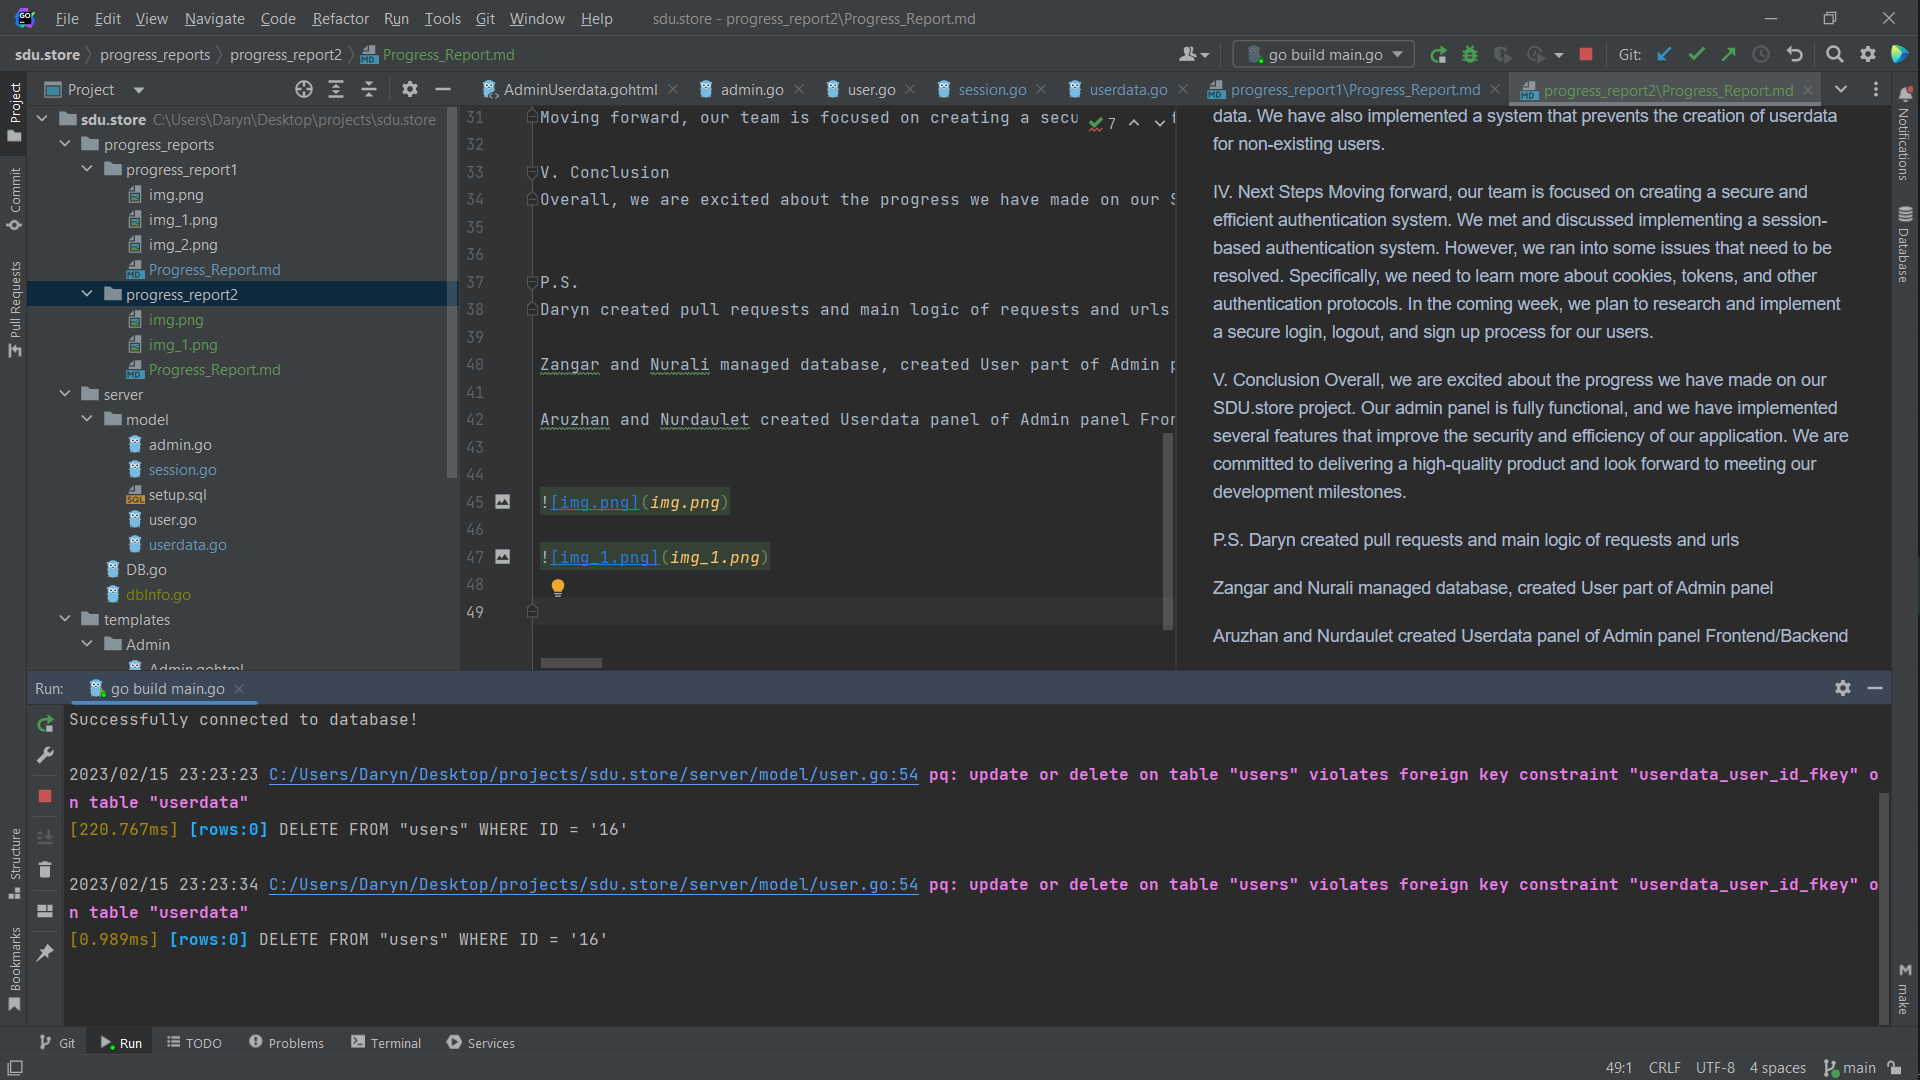 File Edit View Navigate Code Refactor Run Tools Git Window Help sdu.store - progress_report2\Progress_Report.md
sdu.store progress_reports progress_report2 Progress_Report.md
go build main.go Git:
Project
AdminUserdata.gohtml admin.go user.go session.go userdata.go progress_report1\Progress_Report.md progress_report2\Progress_Report.md
Project
Commit
Pull Requests
Structure
Bookmarks
sdu.store C:\Users\Daryn\Desktop\projects\sdu.store
progress_reports
progress_report1
img.png
img_1.png
img_2.png
Progress_Report.md
progress_report2
img.png
img_1.png
Progress_Report.md
server
model
admin.go
session.go
setup.sql
user.go
userdata.go
DB.go
dbInfo.go
templates
Admin
Admin.gohtml
31 Moving forward, our team is focused on creating a secu
7
32
33 V. Conclusion
34 Overall, we are excited about the progress we have made on our S
35
36
37 P.S.
38 Daryn created pull requests and main logic of requests and urls
39
40 Zangar and Nurali managed database, created User part of Admin p
41
42 Aruzhan and Nurdaulet created Userdata panel of Admin panel Fron
43
44
45 ![img.png](img.png)
46
47 ![img_1.png](img_1.png)
48
49
data. We have also implemented a system that prevents the creation of userdata
for non-existing users.
IV. Next Steps Moving forward, our team is focused on creating a secure and
efficient authentication system. We met and discussed implementing a session-
based authentication system. However, we ran into some issues that need to be
resolved. Specifically, we need to learn more about cookies, tokens, and other
authentication protocols. In the coming week, we plan to research and implement
a secure login, logout, and sign up process for our users.
V. Conclusion Overall, we are excited about the progress we have made on our
SDU.store project. Our admin panel is fully functional, and we have implemented
several features that improve the security and efficiency of our application. We are
committed to delivering a high-quality product and look forward to meeting our
development milestones.
P.S. Daryn created pull requests and main logic of requests and urls
Zangar and Nurali managed database, created User part of Admin panel
Aruzhan and Nurdaulet created Userdata panel of Admin panel Frontend/Backend
Notifications
Database
make
Run: go build main.go
Successfully connected to database!
2023/02/15 23:23:23 C:/Users/Daryn/Desktop/projects/sdu.store/server/model/user.go:54 pq: update or delete on table "users" violates foreign key constraint "userdata_user_id_fkey" o
n table "userdata"
[220.767ms] [rows:0] DELETE FROM "users" WHERE ID = '16'
2023/02/15 23:23:34 C:/Users/Daryn/Desktop/projects/sdu.store/server/model/user.go:54 pq: update or delete on table "users" violates foreign key constraint "userdata_user_id_fkey" o
n table "userdata"
[0.989ms] [rows:0] DELETE FROM "users" WHERE ID = '16'
Git Run TODO Problems Terminal Services
49:1 CRLF UTF-8 4 spaces main